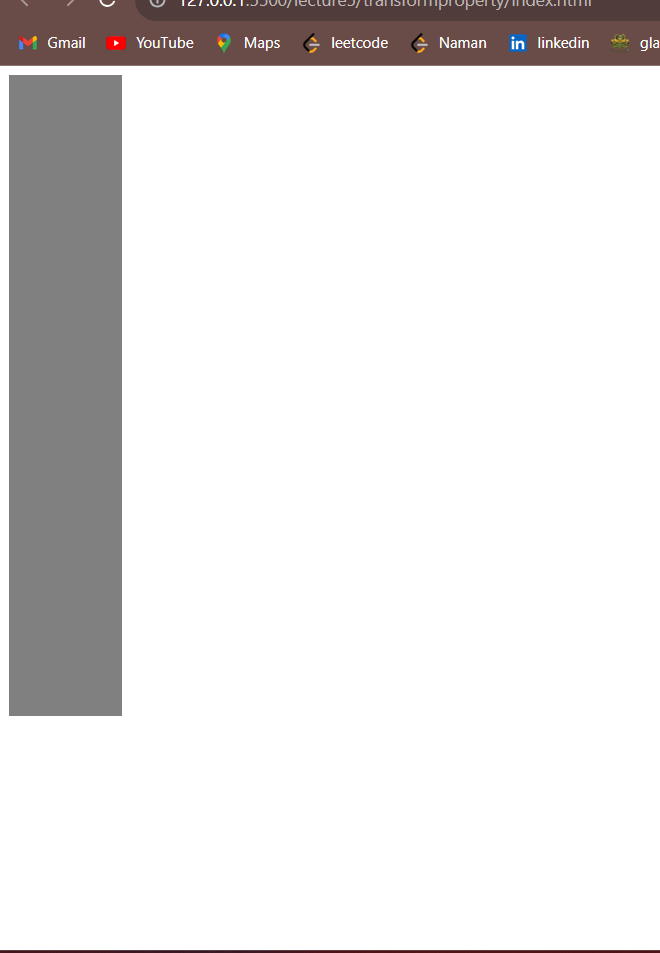 127.0.0.1:5500/lecture5/transformproperty/index.html
Gmail YouTube Maps leetcode Naman linkedin gla